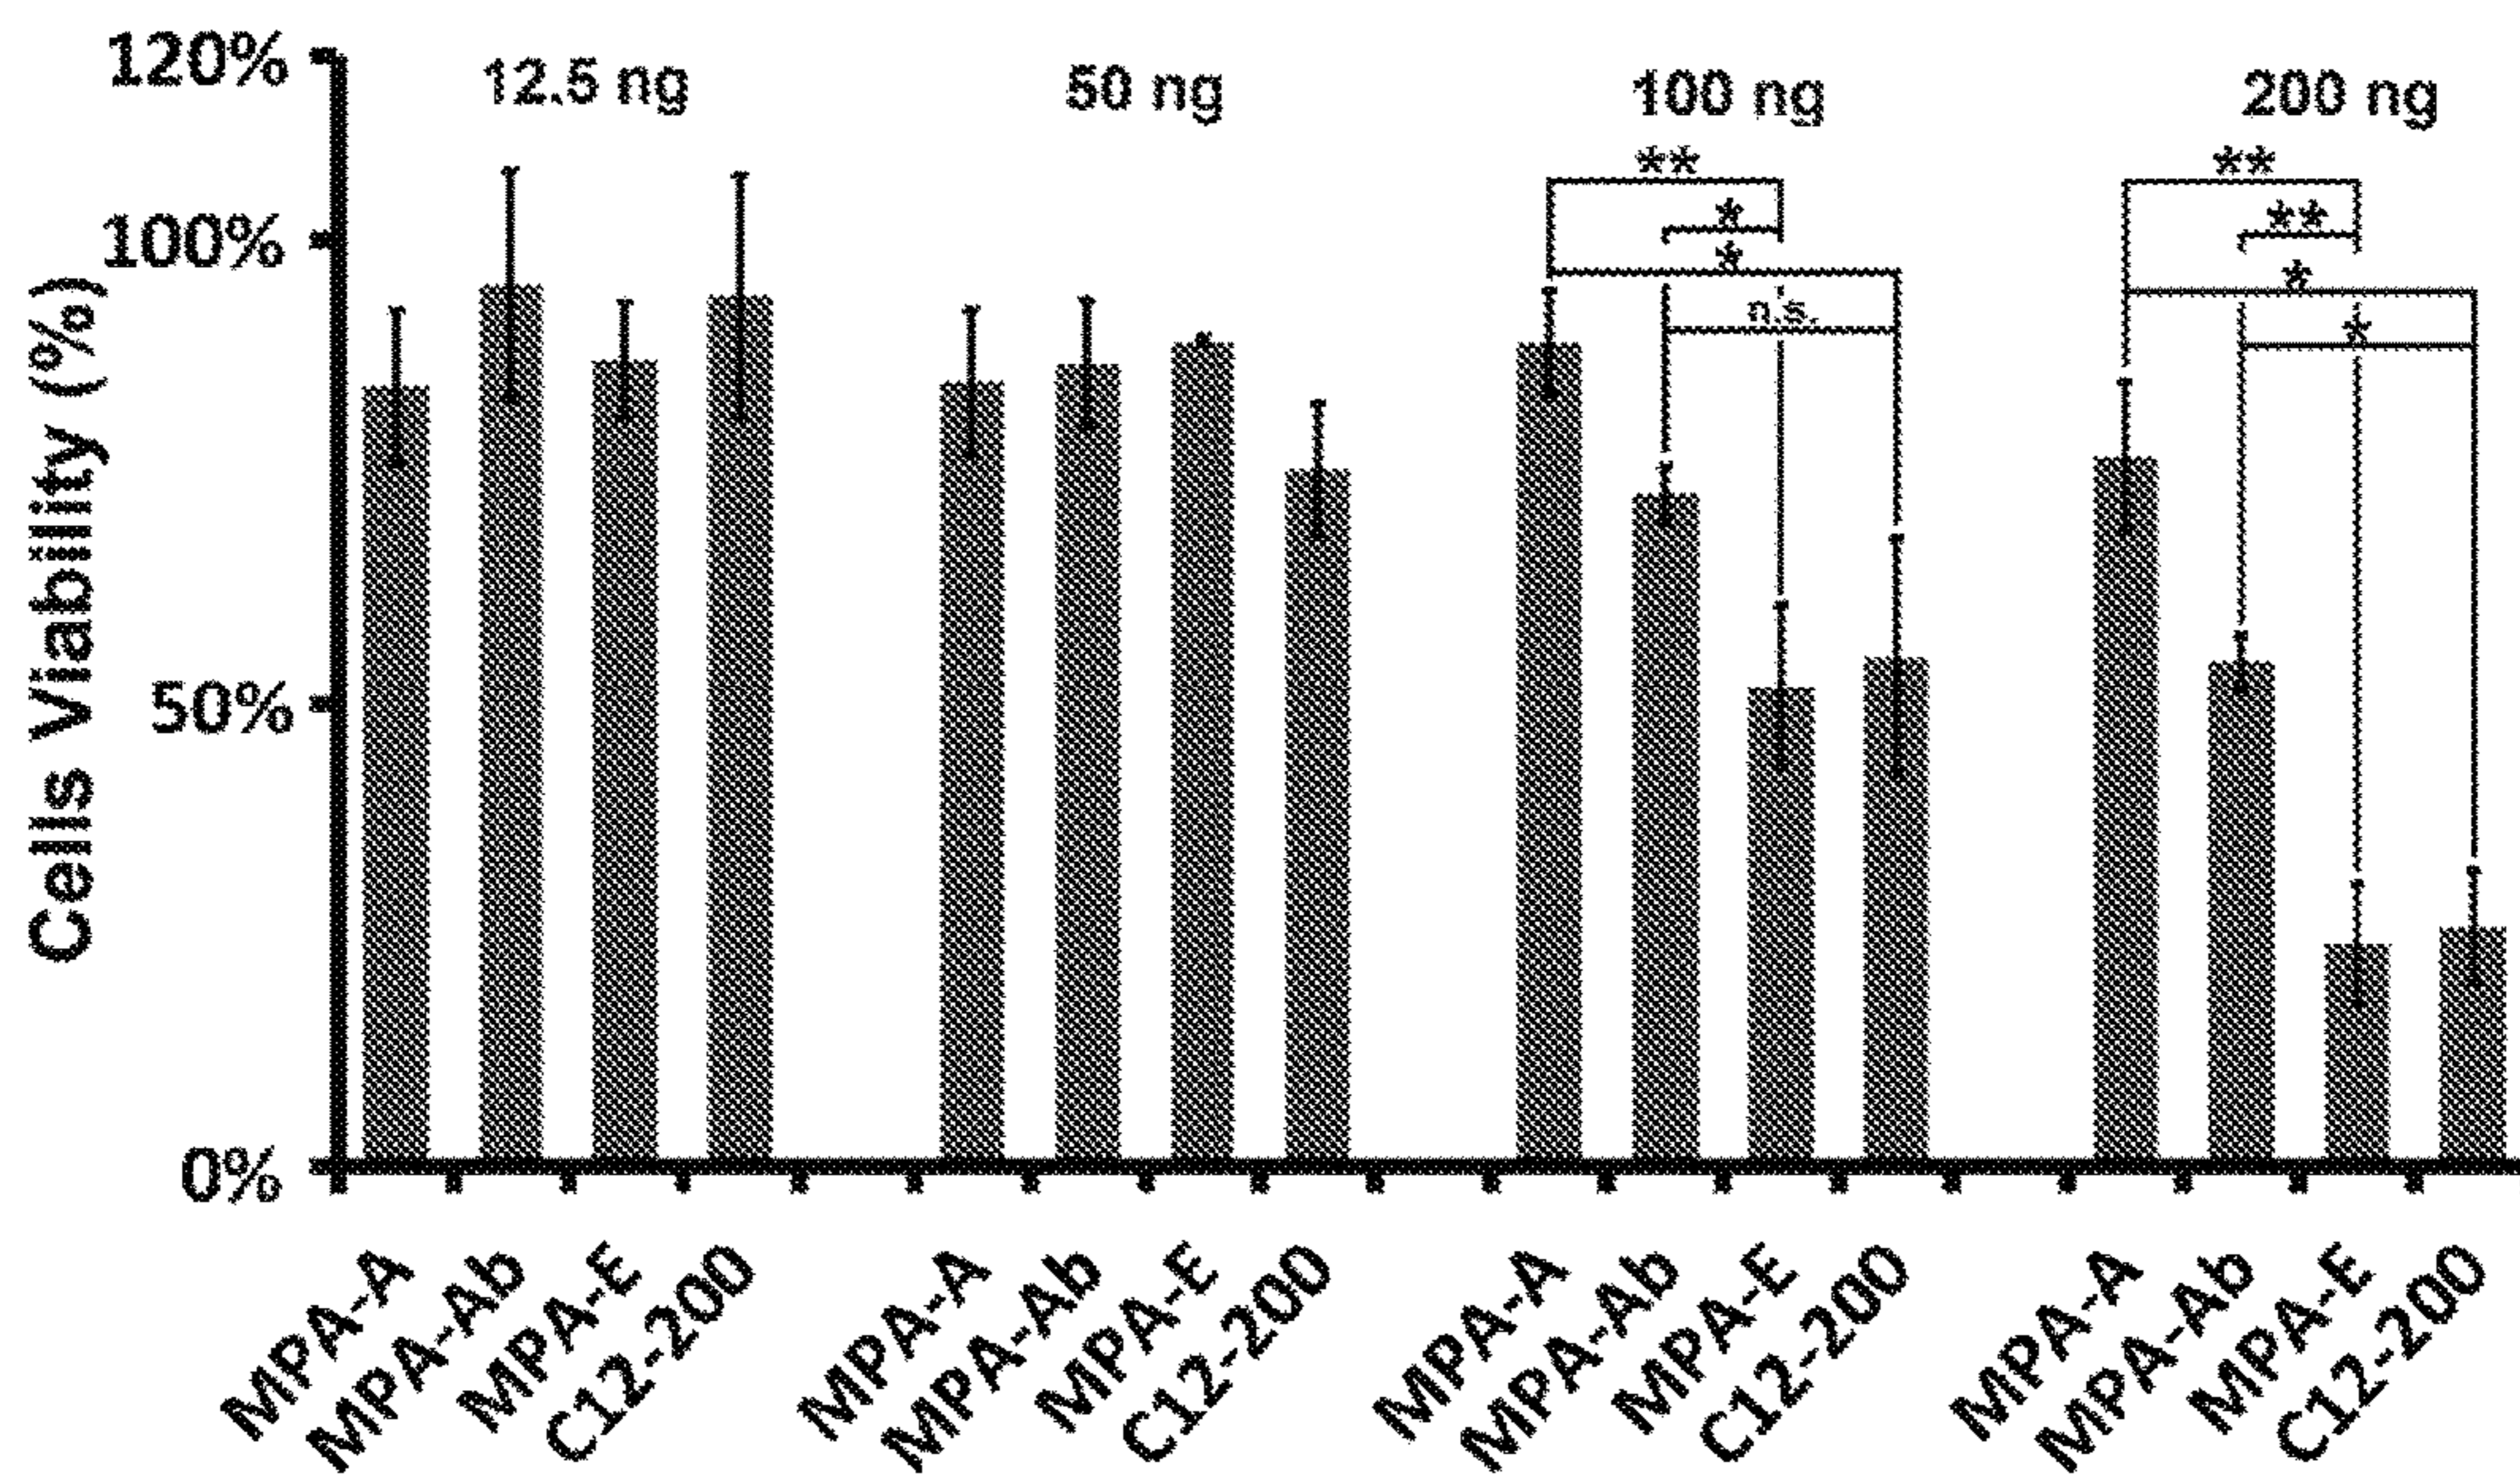 120%
100%
50%
0%
Cells Viability (%)
12.5 ng
50 ng
100 ng
200 ng
**
*
*
n.s.
**
**
*
*
MPA-A
MPA-Ab
MPA-E
C12-200
MPA-A
MPA-Ab
MPA-E
C12-200
MPA-A
MPA-Ab
MPA-E
C12-200
MPA-A
MPA-Ab
MPA-E
C12-200